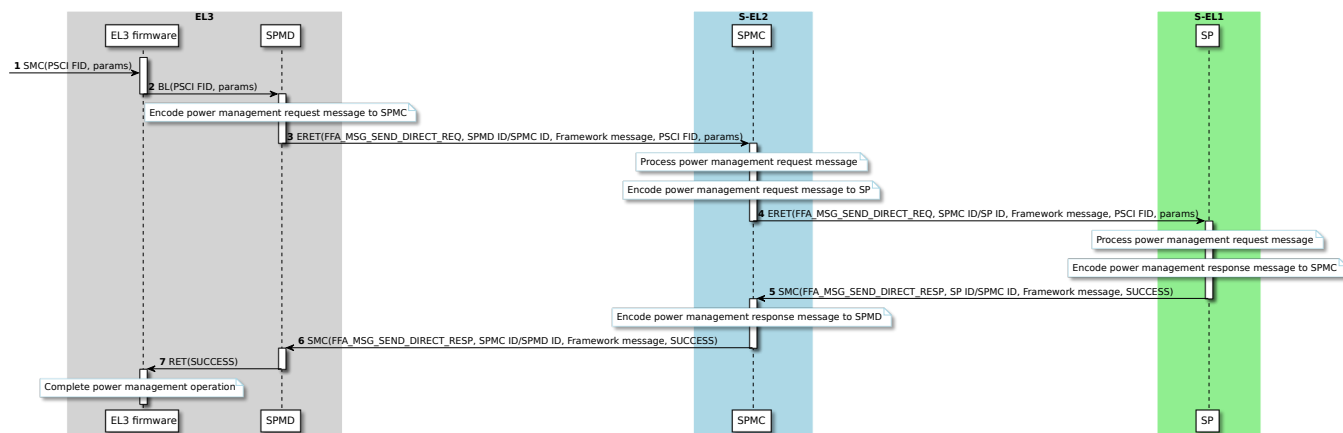 EL3
S-EL2
S-EL1
EL3 firmware
SPMD
SPMC
SP
1 SMC(PSCI FID, params)
2 BL(PSCI FID, params)
Encode power management request message to SPMC
3 ERET(FFA_MSG_SEND_DIRECT_REQ, SPMD ID/SPMC ID, Framework message, PSCI FID, params)
Process power management request message
Encode power management request message to SP
4 ERET(FFA_MSG_SEND_DIRECT_REQ, SPMC ID/SP ID, Framework message, PSCI FID, params)
Process power management request message
Encode power management response message to SPMC
5 SMC(FFA_MSG_SEND_DIRECT_RESP, SP ID/SPMC ID, Framework message, SUCCESS)
Encode power management response message to SPMD
6 SMC(FFA_MSG_SEND_DIRECT_RESP, SPMC ID/SPMD ID, Framework message, SUCCESS)
7 RET(SUCCESS)
Complete power management operation
EL3 firmware
SPMD
SPMC
SP